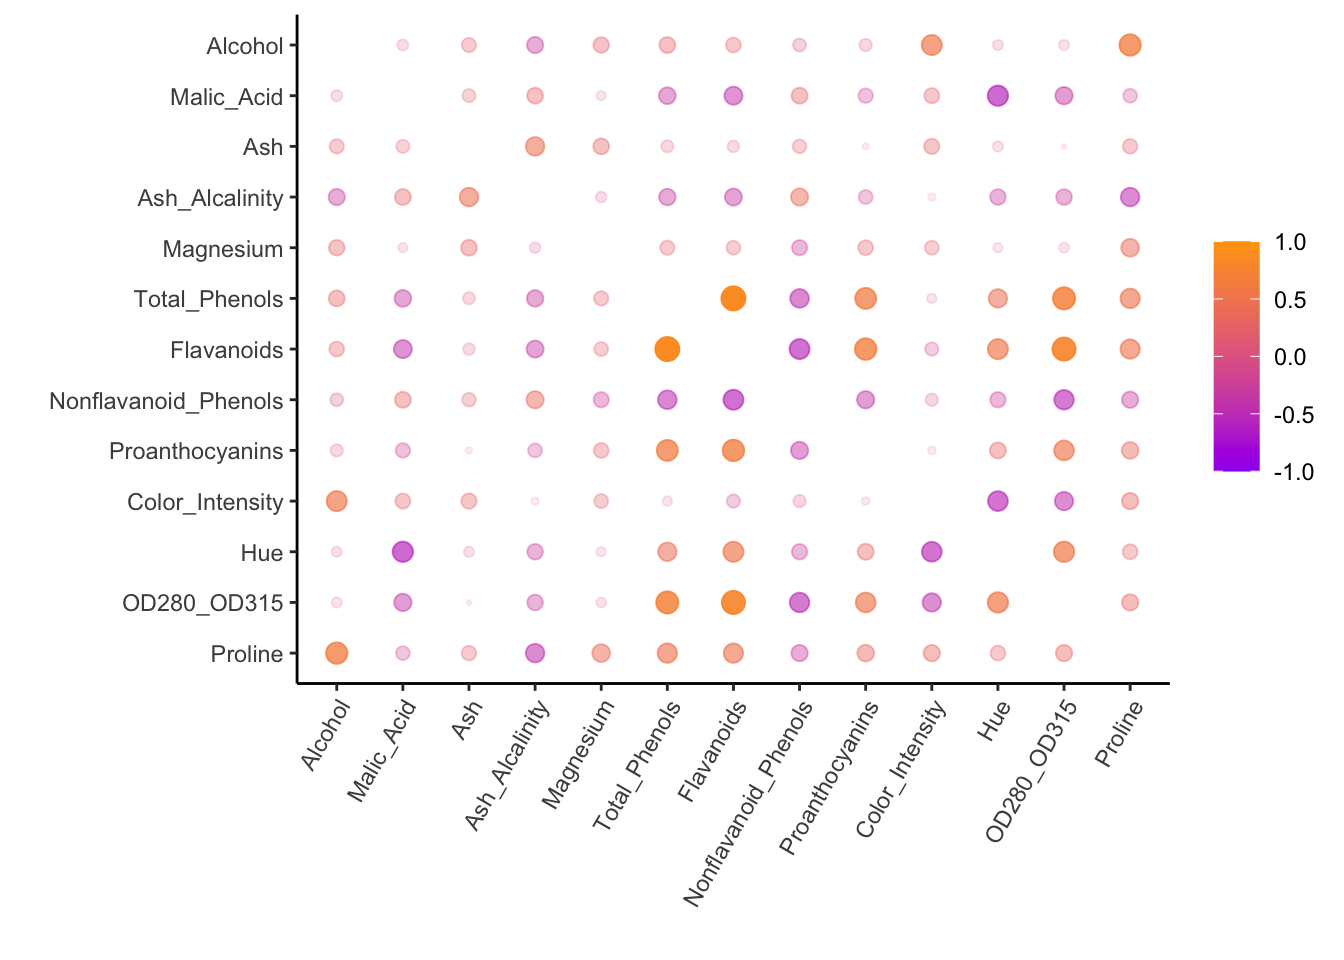 Alcohol
Malic_Acid
Ash
Ash_Alcalinity
Magnesium
Total_Phenols
Flavanoids
Nonflavanoid_Phenols
Proanthocyanins
Color_Intensity
Hue
OD280_OD315
Proline
Alcohol
Malic_Acid
Ash
Ash_Alcalinity
Magnesium
Total_Phenols
Flavanoids
Nonflavanoid_Phenols
Proanthocyanins
Color_Intensity
Hue
OD280_OD315
Proline
1.0
0.5
0.0
-0.5
-1.0